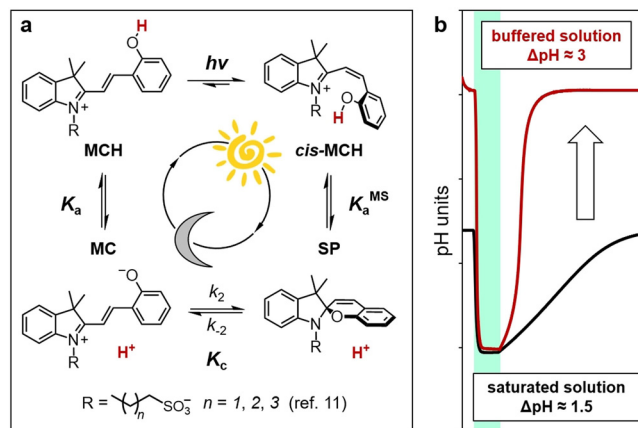 a
H
O
hν
N⁺
R
MCH
N⁺
R
O
H
cis-MCH
Kₐ
Kₐᴹˢ
MC
SP
O⁻
N⁺
R
H⁺
k₂
k₋₂
K꜀
N
R
O
H⁺
R = ( )n SO₃⁻ n = 1, 2, 3 (ref. 11)
b
buffered solution
ΔpH ≈ 3
pH units
saturated solution
ΔpH ≈ 1.5